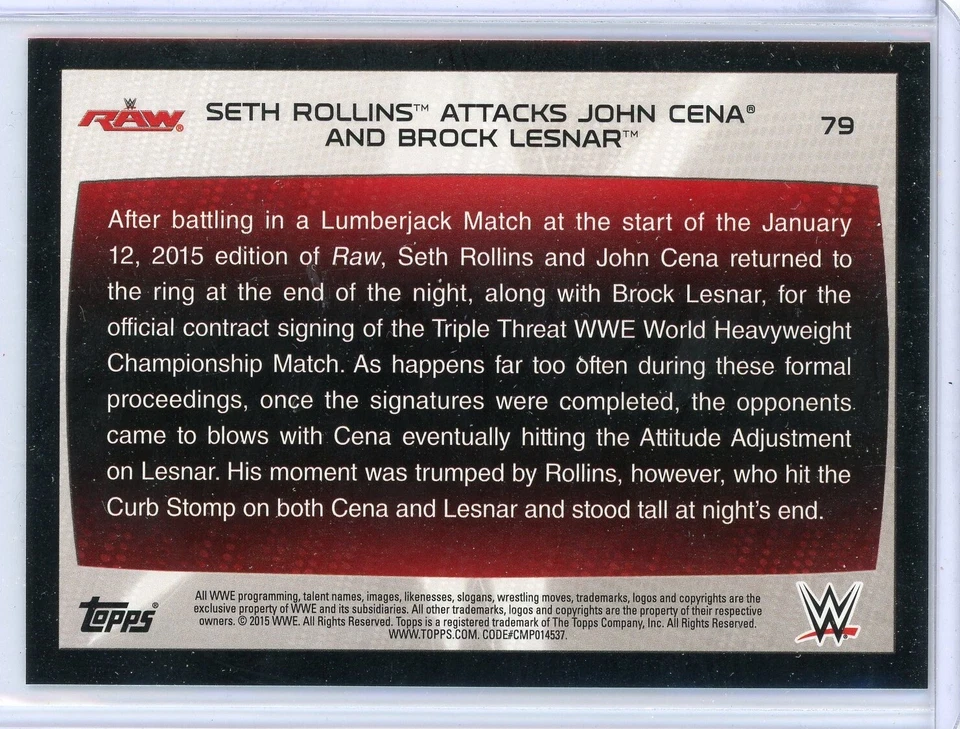 RAW®
SETH ROLLINS™ ATTACKS JOHN CENA®
AND BROCK LESNAR™
79
After battling in a Lumberjack Match at the start of the January
12, 2015 edition of Raw, Seth Rollins and John Cena returned to
the ring at the end of the night, along with Brock Lesnar, for the
official contract signing of the Triple Threat WWE World Heavyweight
Championship Match. As happens far too often during these formal
proceedings, once the signatures were completed, the opponents
came to blows with Cena eventually hitting the Attitude Adjustment
on Lesnar. His moment was trumped by Rollins, however, who hit the
Curb Stomp on both Cena and Lesnar and stood tall at night's end.
topps®
All WWE programming, talent names, images, likenesses, slogans, wrestling moves, trademarks, logos and copyrights are the
exclusive property of WWE and its subsidiaries. All other trademarks, logos and copyrights are the property of their respective
owners. © 2015 WWE. All Rights Reserved. Topps is a registered trademark of The Topps Company, Inc. All Rights Reserved.
WWW.TOPPS.COM. CODE#CMP014537.
W